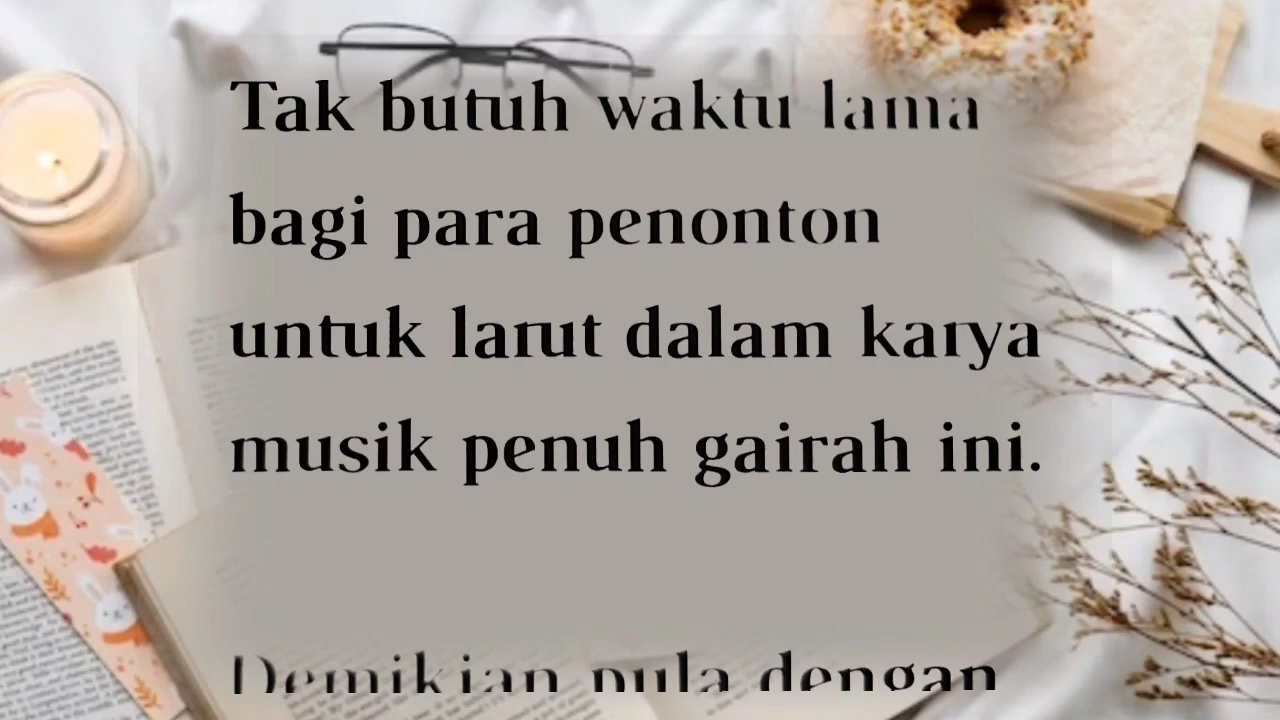 Tak butuh waktu lama
bagi para penonton
untuk larut dalam karya
musik penuh gairah ini.
Demikian pula dengan